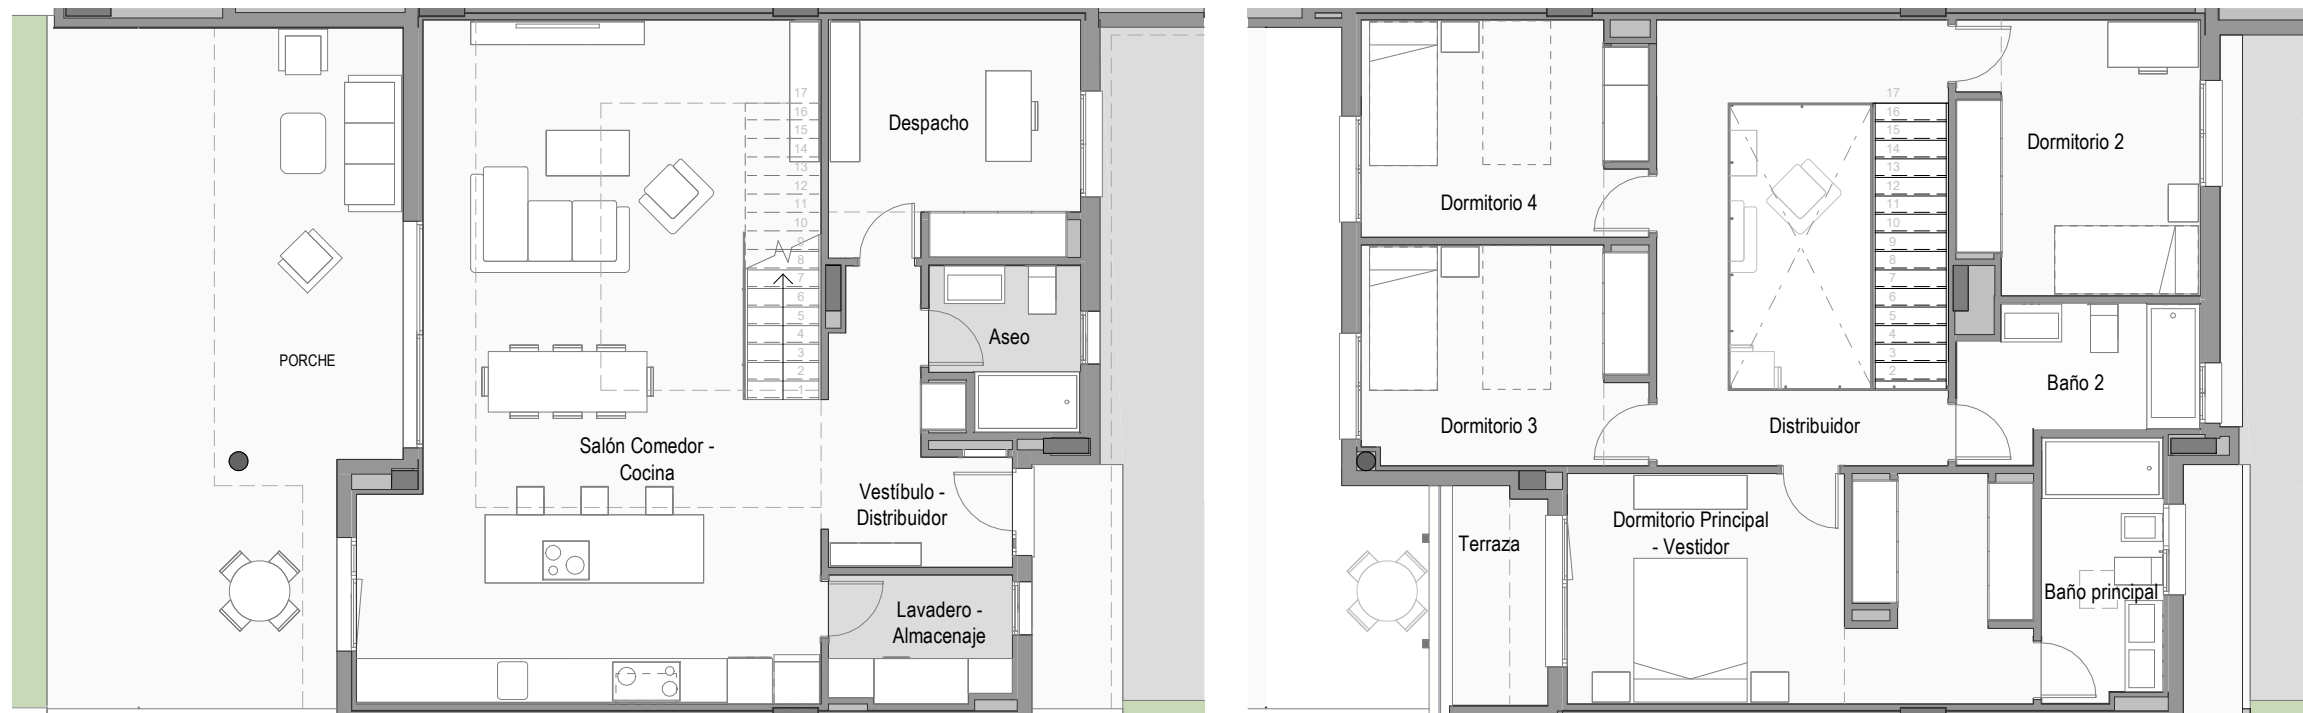 17
16
15
14
13
12
11
10
9
8
7
6
5
4
3
2
1
Despacho
Aseo
PORCHE
Salón Comedor -
Cocina
Vestíbulo -
Distribuidor
Lavadero -
Almacenaje
17
16
15
14
13
12
11
10
9
8
7
6
5
4
3
2
Dormitorio 2
Dormitorio 4
Baño 2
Dormitorio 3
Distribuidor
Dormitorio Principal
- Vestidor
Terraza
Baño principal